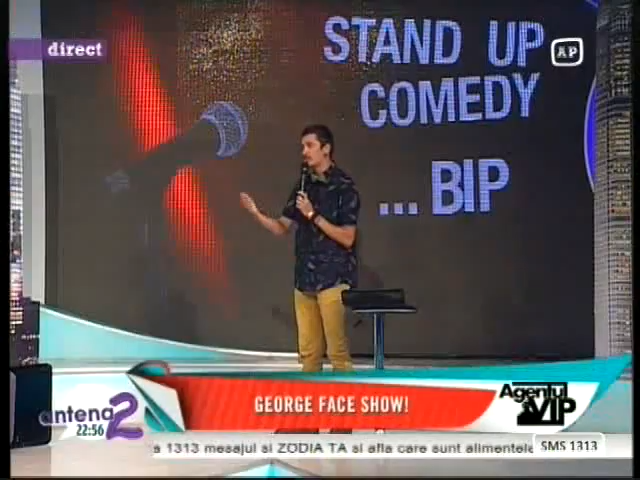 direct
STAND UP
COMEDY
... BIP
AP
GEORGE FACE SHOW!
Agentul
VIP
antena 2
22:56
a 1313 mesajul si ZODIA TA si afla care sunt alimentele
SMS 1313